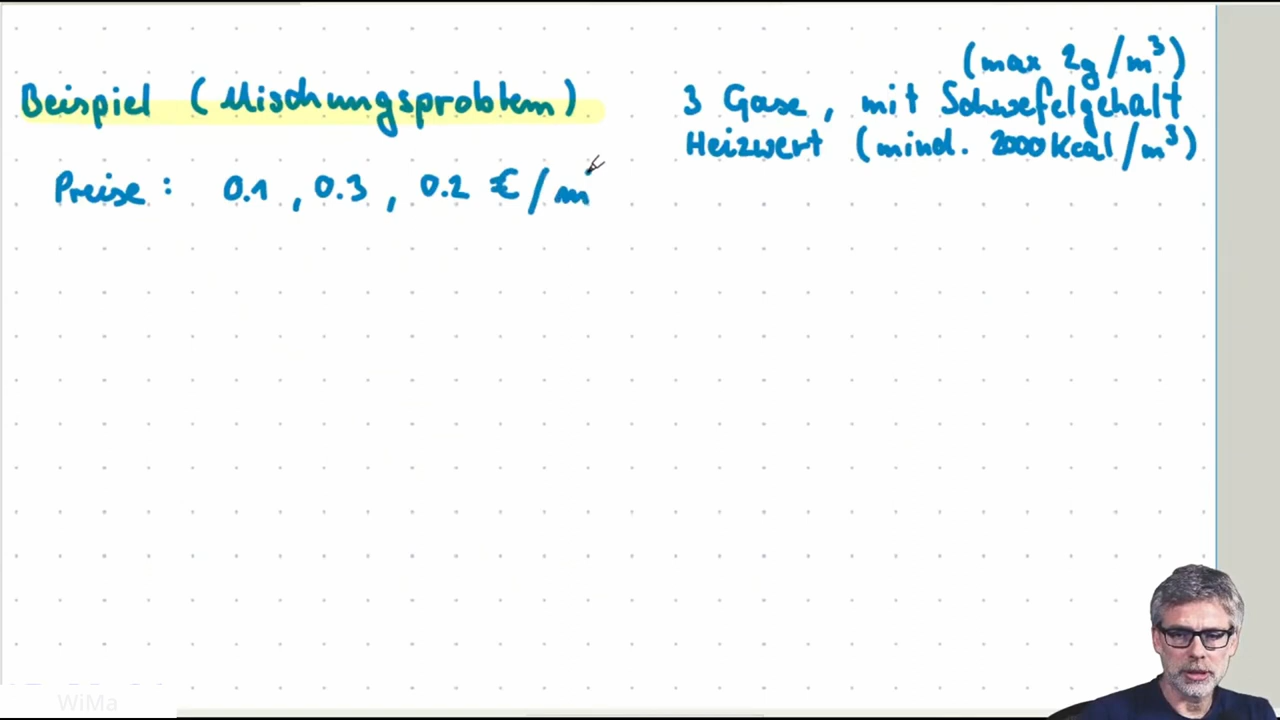 (max 2g/m³)
Beispiel (Mischungsproblem) 3 Gase, mit Schwefelgehalt
Heizwert (mind. 2000 Kcal/m³)
Preise: 0.1, 0.3, 0.2 €/m
WiMa